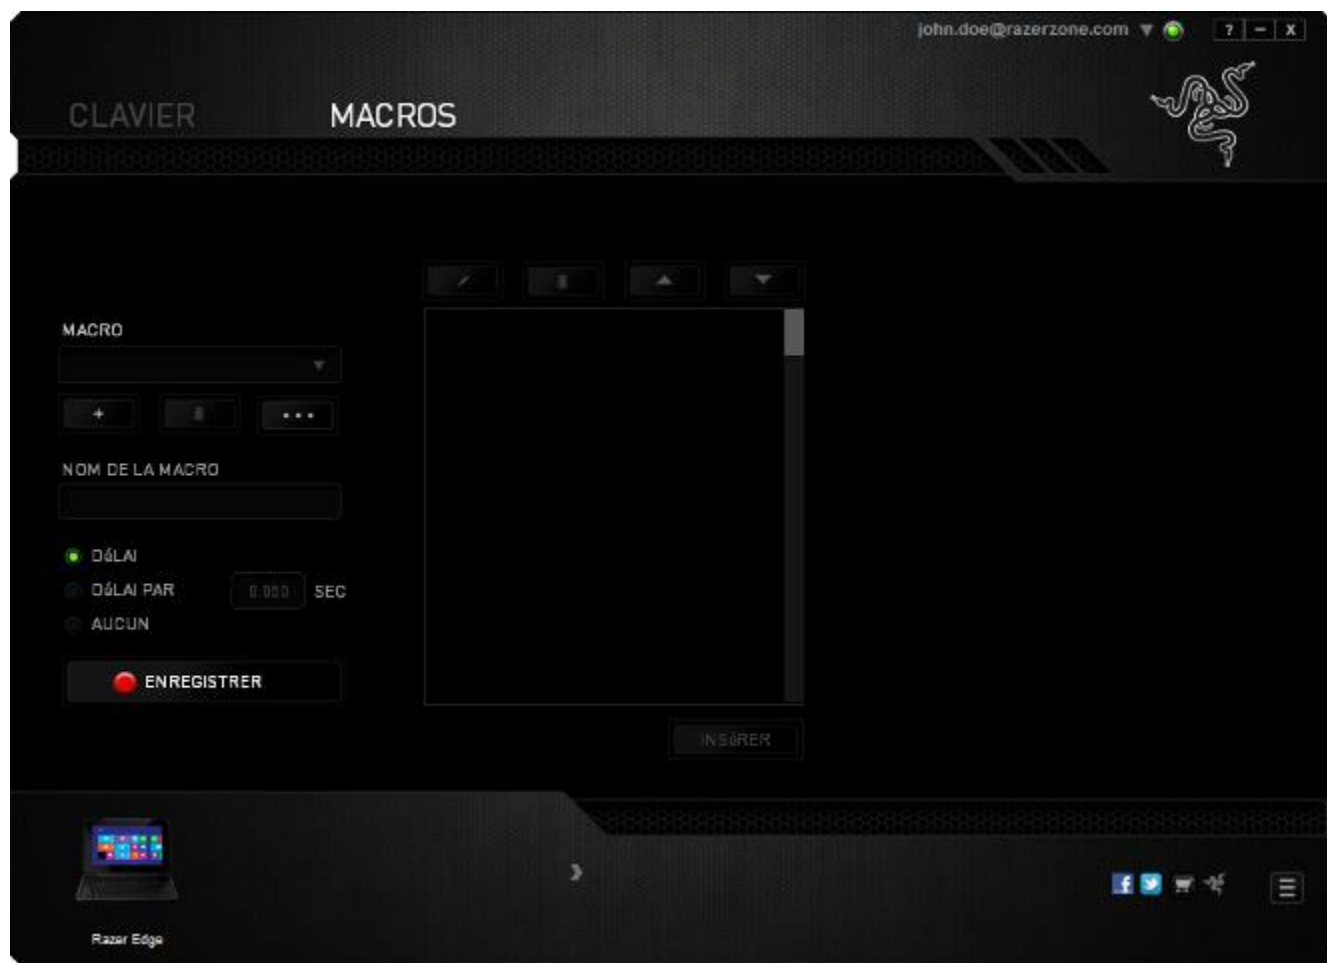 john.doe@razerzone.com
? – X
CLAVIER
MACROS
MACRO
+
...
NOM DE LA MACRO
DéLAI
DéLAI PAR 0.050 SEC
AUCUN
ENREGISTRER
INSéRER
Razer Edge